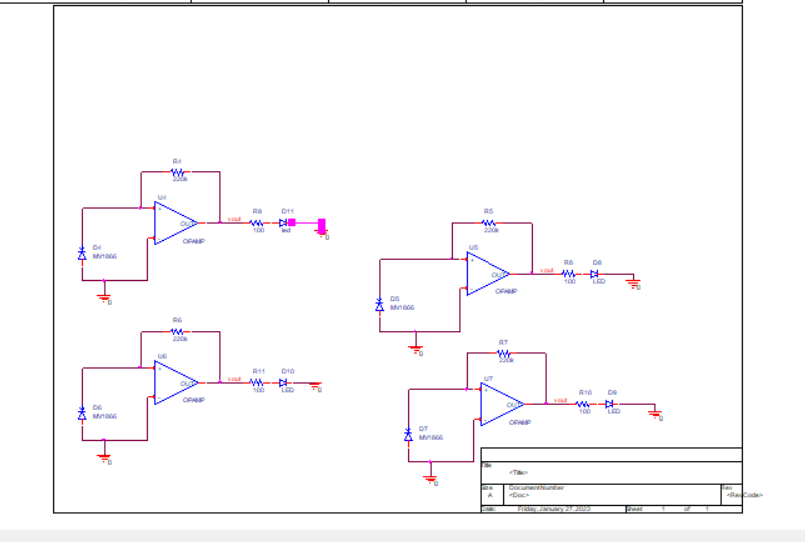 R4
220k
U4
+
-
OUT
OPAMP
vout
R9
100
D11
led
0
D4
MV1666
0
R5
220k
U5
+
-
OUT
OPAMP
vout
R8
100
D8
LED
0
D5
MV1666
0
R6
220k
U6
+
-
OUT
OPAMP
vout
R11
100
D10
LED
0
D6
MV1666
0
R7
220k
U7
+
-
OUT
OPAMP
vout
R10
100
D9
LED
0
D7
MV1666
0
Title
<Title>
Size
A
Document Number
<Doc>
Rev
<RevCode>
Date:
Friday, January 27, 2023
Sheet
1 of 1